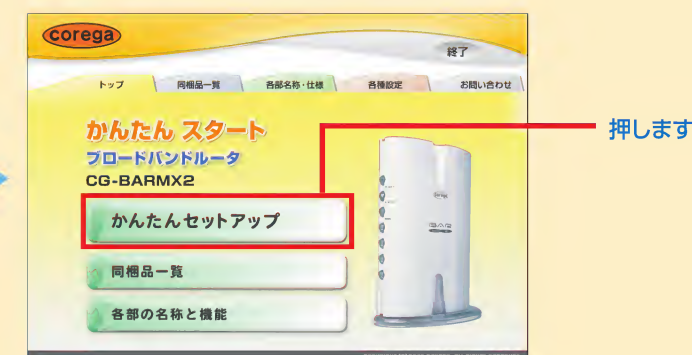 corega
終了
トップ 同梱品一覧 各部名称・仕様 各種設定 お問い合わせ
かんたん スタート
押します
ブロードバンドルータ
CG-BARMX2
かんたんセットアップ
同梱品一覧
各部の名称と機能